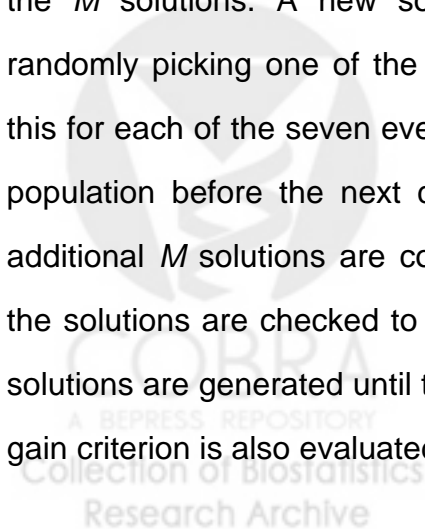 the M solutions. A new so
randomly picking one of the
this for each of the seven eve
population before the next
additional M solutions are co
the solutions are checked to
COBRA
solutions are generated until t
A BEPRESS REPOSITORY
gain criterion is also evaluated
Collection of Biostatistics
Research Archive